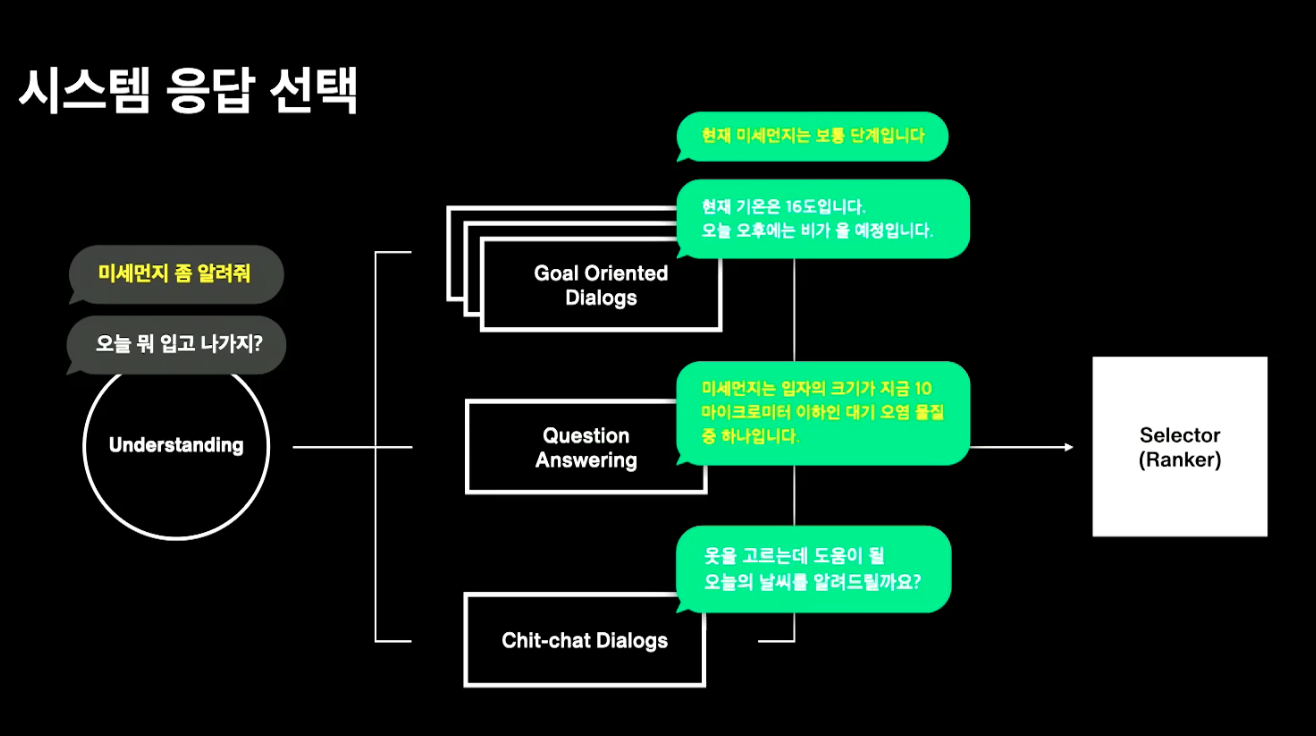 시스템 응답 선택
미세먼지 좀 알려줘
오늘 뭐 입고 나가지?
Understanding
현재 미세먼지는 보통 단계입니다
현재 기온은 16도입니다.
오늘 오후에는 비가 올 예정입니다.
Goal Oriented
Dialogs
미세먼지는 입자의 크기가 지금 10
마이크로미터 이하인 대기 오염 물질
중 하나입니다.
Question
Answering
옷을 고르는데 도움이 될
오늘의 날씨를 알려드릴까요?
Chit-chat Dialogs
Selector
(Ranker)